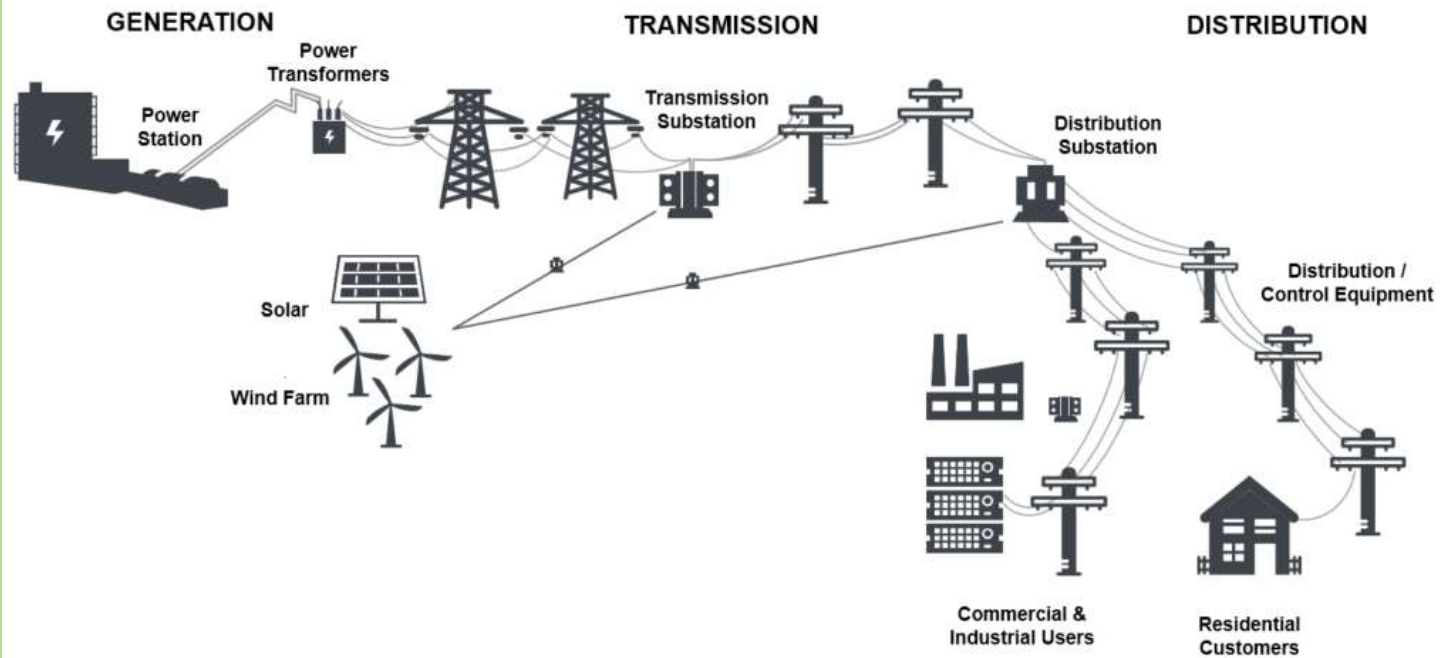 GENERATION
TRANSMISSION
DISTRIBUTION
Power
Transformers
Power
Station
Transmission
Substation
Distribution
Substation
Solar
Wind Farm
Distribution /
Control Equipment
Commercial &
Industrial Users
Residential
Customers